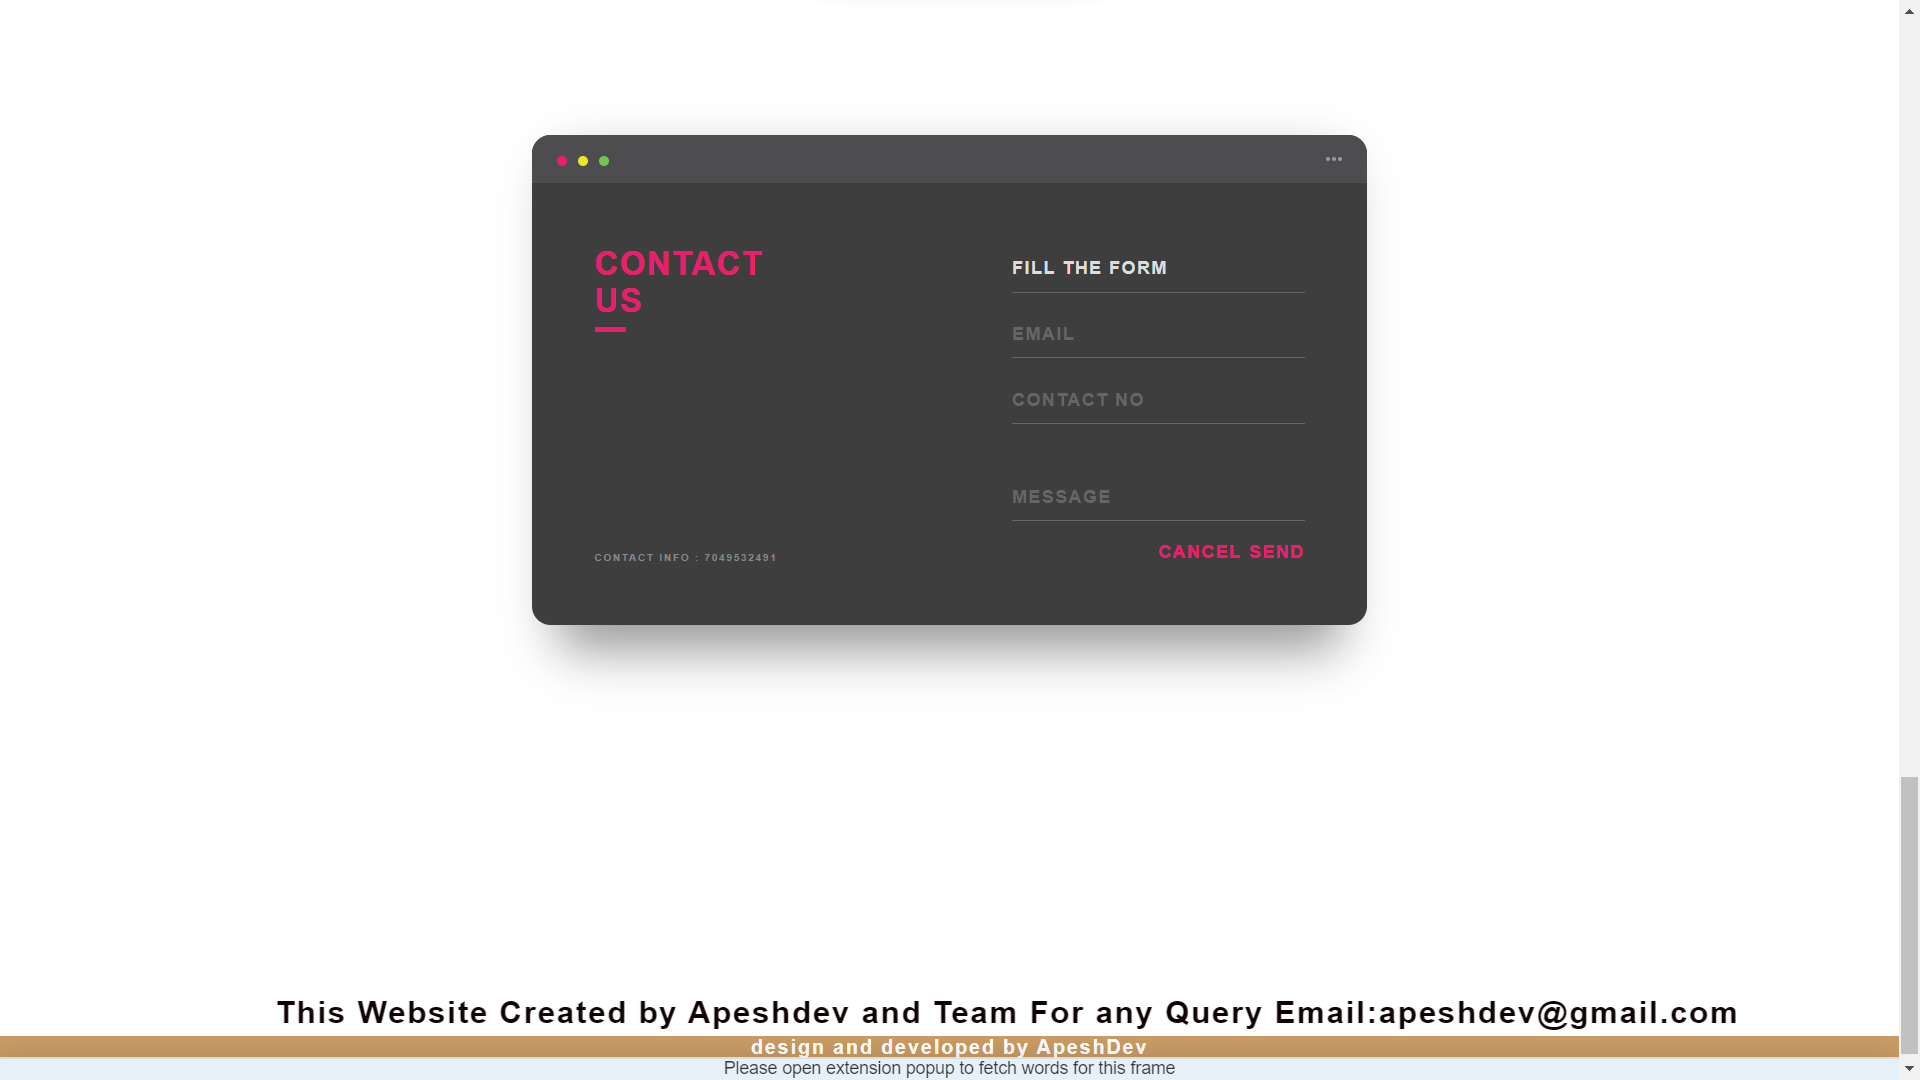 CONTACT
US
FILL THE FORM
EMAIL
CONTACT NO
MESSAGE
CONTACT INFO : 7049532491
CANCEL SEND
This Website Created by Apeshdev and Team For any Query Email:apeshdev@gmail.com
design and developed by ApeshDev
Please open extension popup to fetch words for this frame